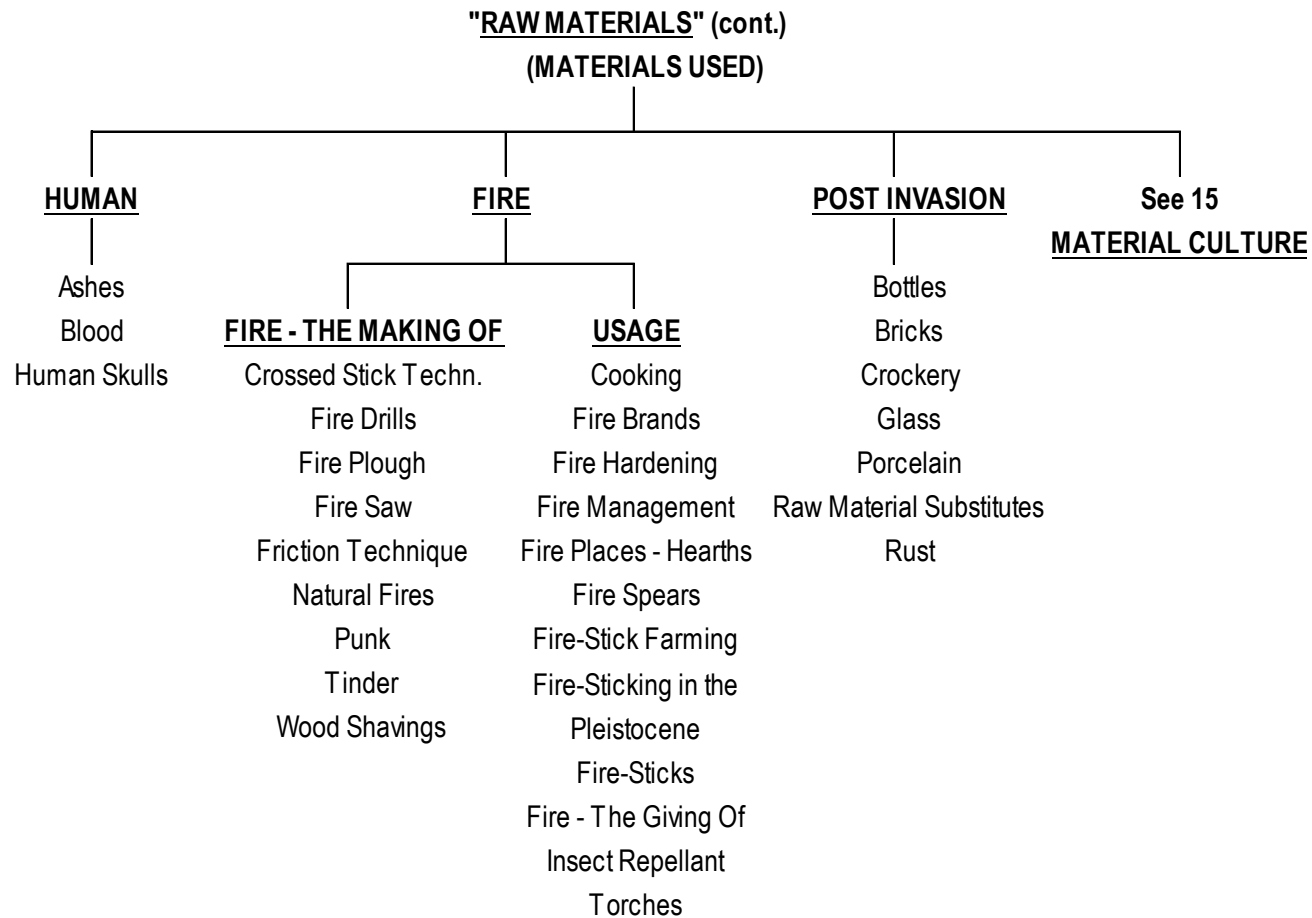 "RAW MATERIALS" (cont.)
(MATERIALS USED)
HUMAN
Ashes
Blood
Human Skulls
FIRE
FIRE - THE MAKING OF
Crossed Stick Techn.
Fire Drills
Fire Plough
Fire Saw
Friction Technique
Natural Fires
Punk
Tinder
Wood Shavings
USAGE
Cooking
Fire Brands
Fire Hardening
Fire Management
Fire Places - Hearths
Fire Spears
Fire-Stick Farming
Fire-Sticking in the
Pleistocene
Fire-Sticks
Fire - The Giving Of
Insect Repellant
Torches
POST INVASION
Bottles
Bricks
Crockery
Glass
Porcelain
Raw Material Substitutes
Rust
See 15
MATERIAL CULTURE